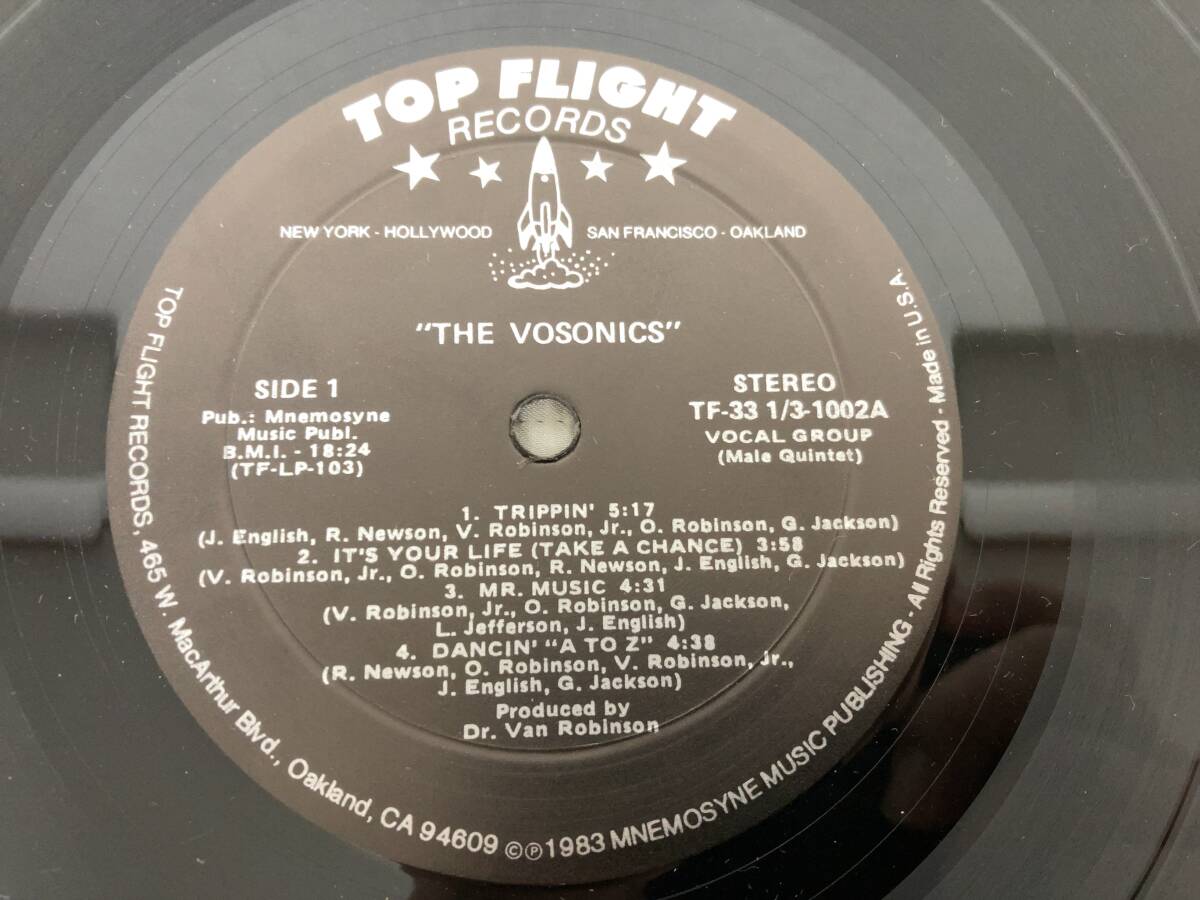 TOP FLIGHT
RECORDS
NEW YORK - HOLLYWOOD SAN FRANCISCO - OAKLAND
"THE VOSONICS"
SIDE 1
Pub.: Mnemosyne
Music Publ.
B.M.I. - 18:24
(TF-LP-103)
STEREO
TF-33 1/3-1002A
VOCAL GROUP
(Male Quintet)
1. TRIPPIN' 5:17
(J. English, R. Newson, V. Robinson, Jr., O. Robinson, G. Jackson)
2. IT'S YOUR LIFE (TAKE A CHANCE) 3:58
(V. Robinson, Jr., O. Robinson, R. Newson, J. English, G. Jackson)
3. MR. MUSIC 4:31
(V. Robinson, Jr., O. Robinson, G. Jackson,
L. Jefferson, J. English)
4. DANCIN' "A TO Z" 4:38
(R. Newson, O. Robinson, V. Robinson, Jr.,
J. English, G. Jackson)
Produced by
Dr. Van Robinson
TOP FLIGHT RECORDS, 465 W. MacArthur Blvd., Oakland, CA 94609 ©℗1983 MNEMOSYNE MUSIC PUBLISHING - All Rights Reserved - Made in U.S.A.